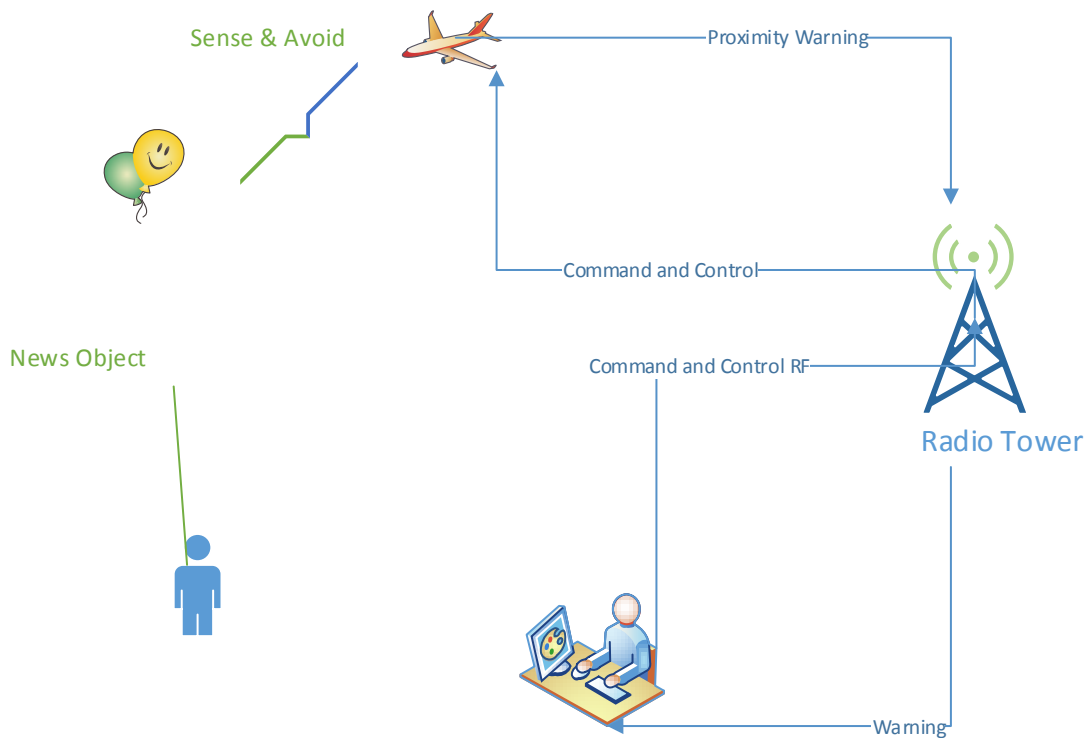 Sense & Avoid
Proximity Warning
Command and Control
News Object
Command and Control RF
Radio Tower
Warning